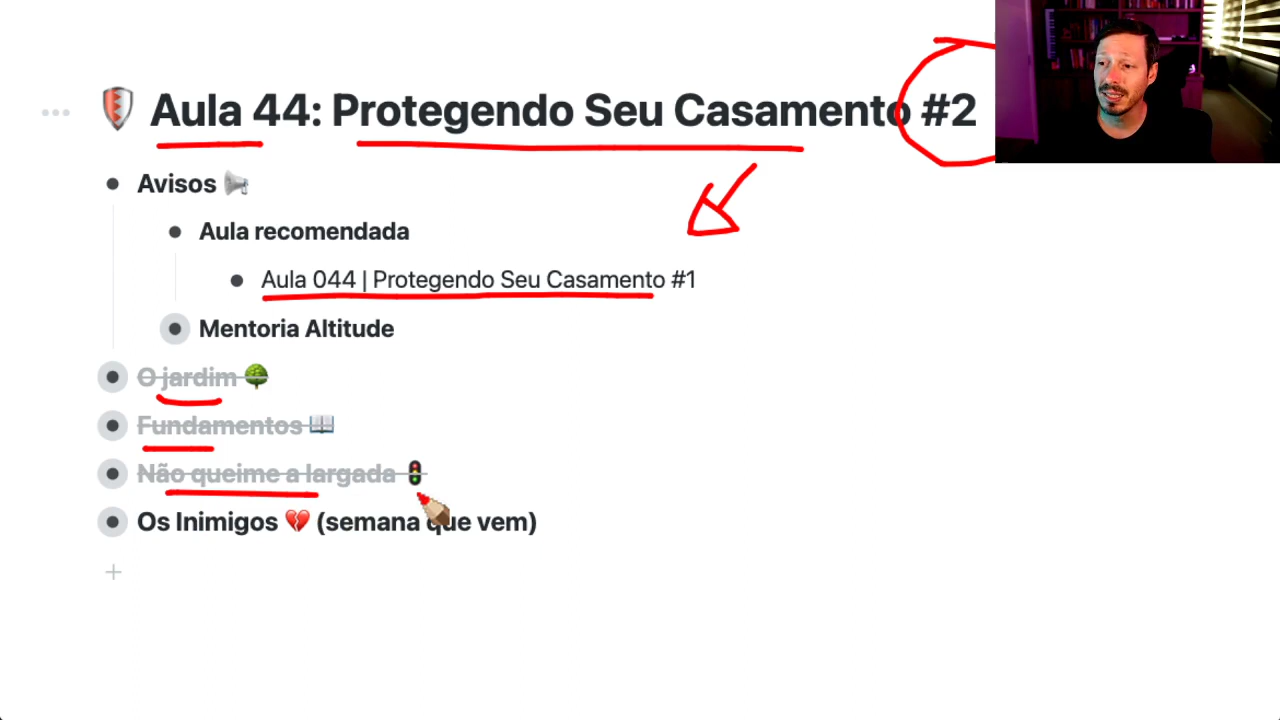 Aula 44: Protegendo Seu Casamento #2
Avisos
Aula recomendada
Aula 044 | Protegendo Seu Casamento #1
Mentoria Altitude
O jardim
Fundamentos
Não queime a largada
Os Inimigos 💔 (semana que vem)